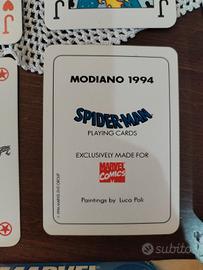 J
J
MODIANO 1994
SPIDER-MAN
PLAYING CARDS
EXCLUSIVELY MADE FOR
MARVEL
COMICS
Paintings by Luca Poli
subito